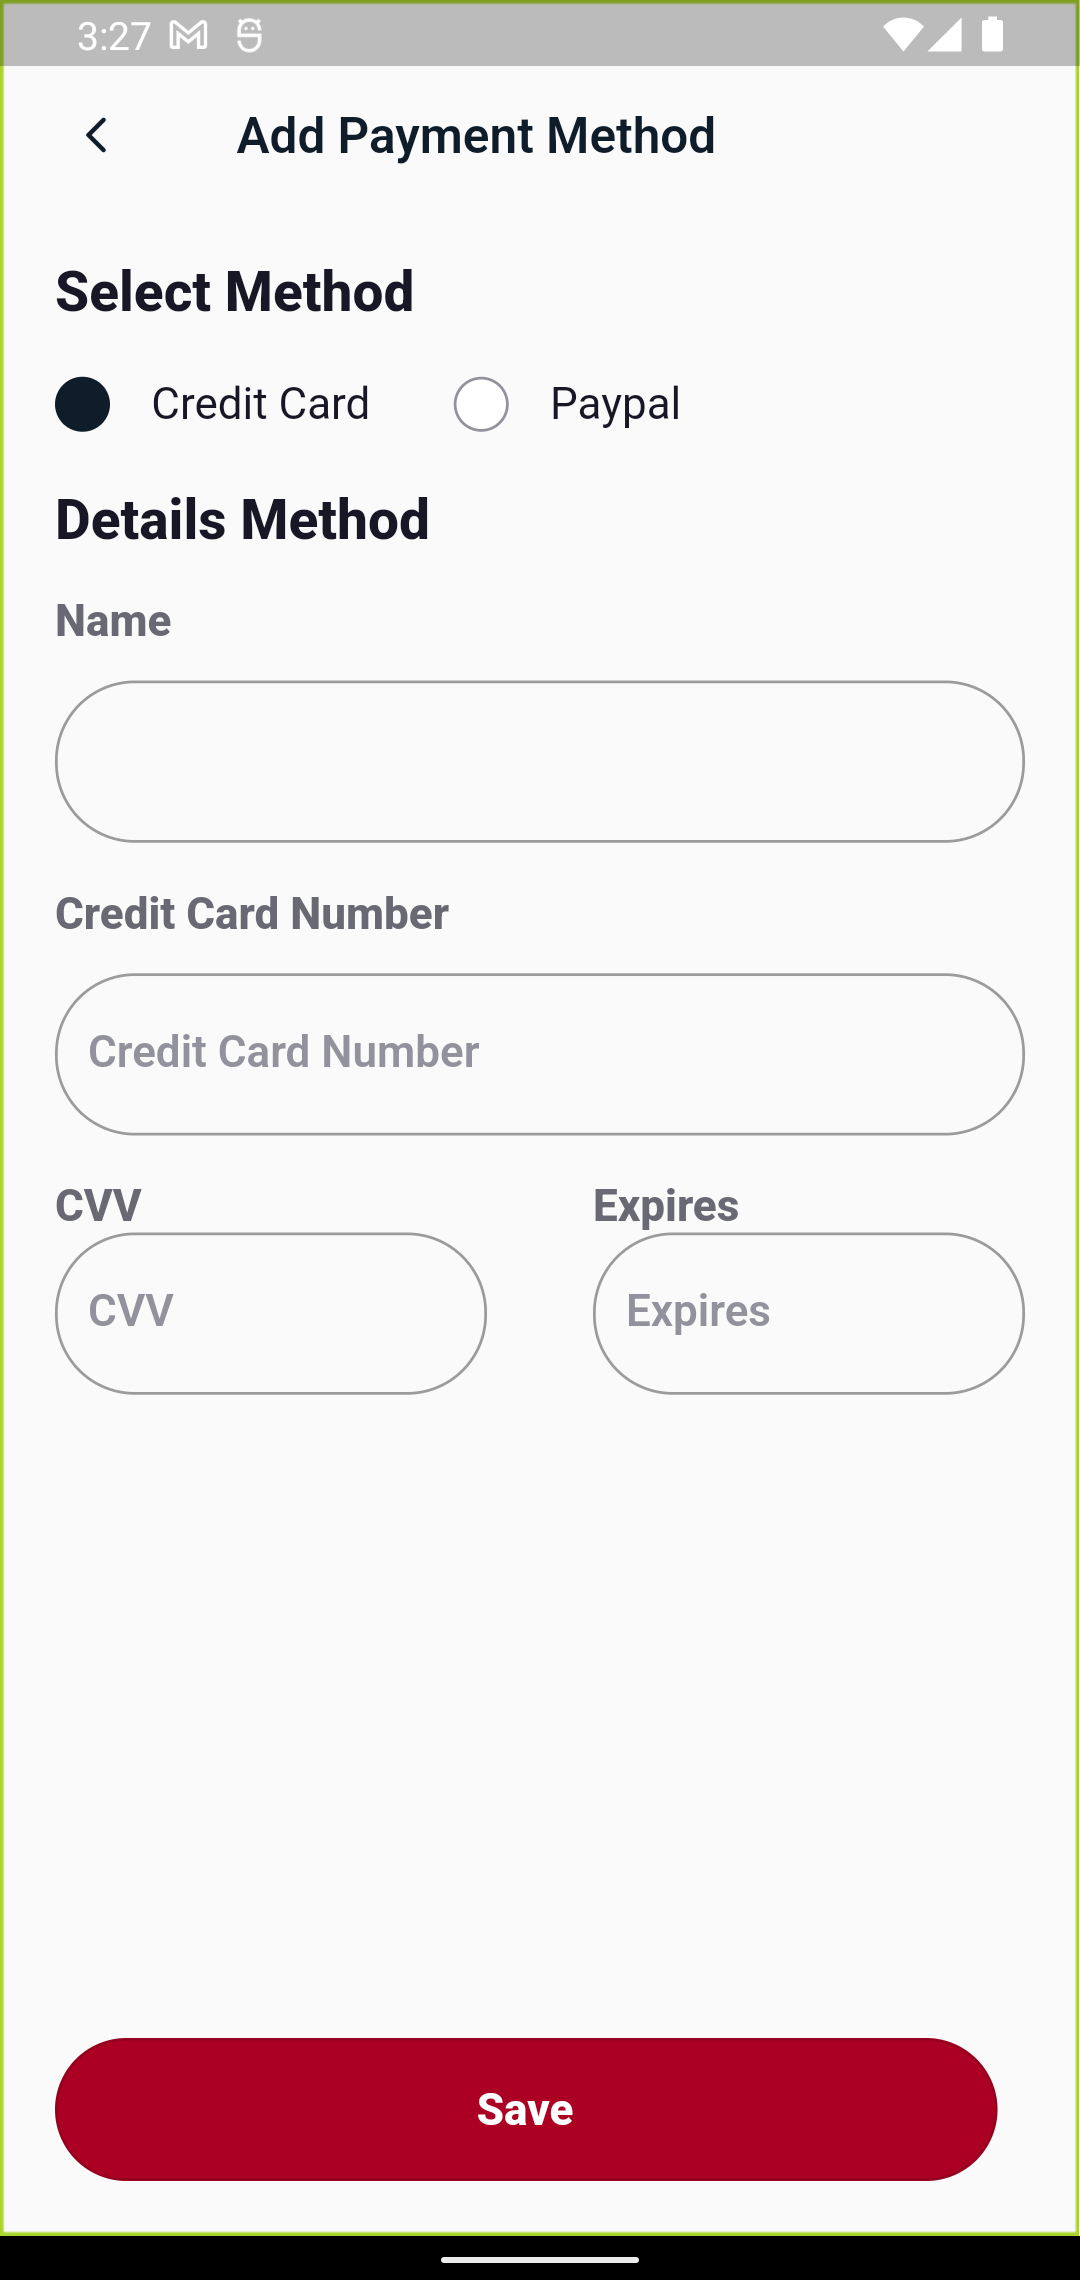 3:27
Add Payment Method
Select Method
Credit Card Paypal
Details Method
Name
Credit Card Number
Credit Card Number
CVV Expires
CVV Expires
Save